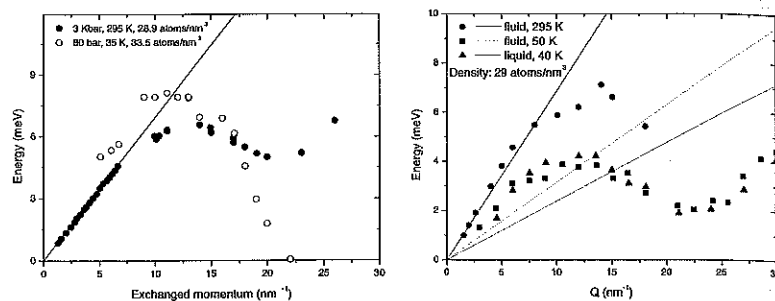 3 Kbar, 295 K, 28.9 atoms/nm³
80 bar, 35 K, 33.5 atoms/nm³
9
6
3
0
Energy (meV)
0 5 10 15 20 25 30
Exchanged momentum (nm⁻¹)
fluid, 295 K
fluid, 50 K
liquid, 40 K
Density: 29 atoms/nm³
10
8
6
4
2
0
Energy (meV)
0 5 10 15 20 25 30
Q (nm⁻¹)